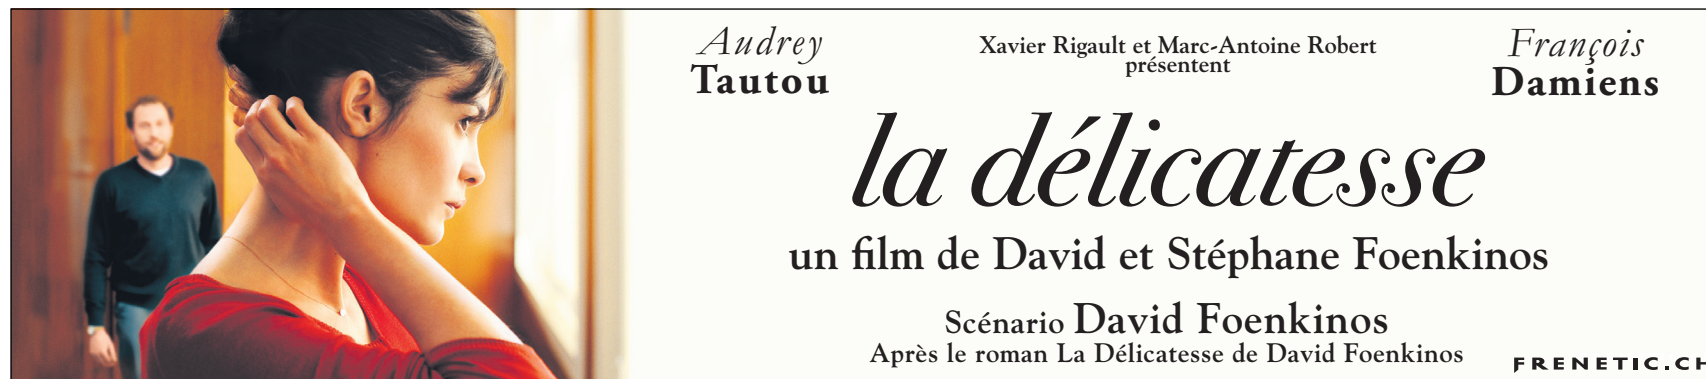 Audrey
Tautou
Xavier Rigault et Marc-Antoine Robert
présentent
François
Damiens
la délicatesse
un film de David et Stéphane Foenkinos
Scénario David Foenkinos
Après le roman La Délicatesse de David Foenkinos
FRENETIC.CH